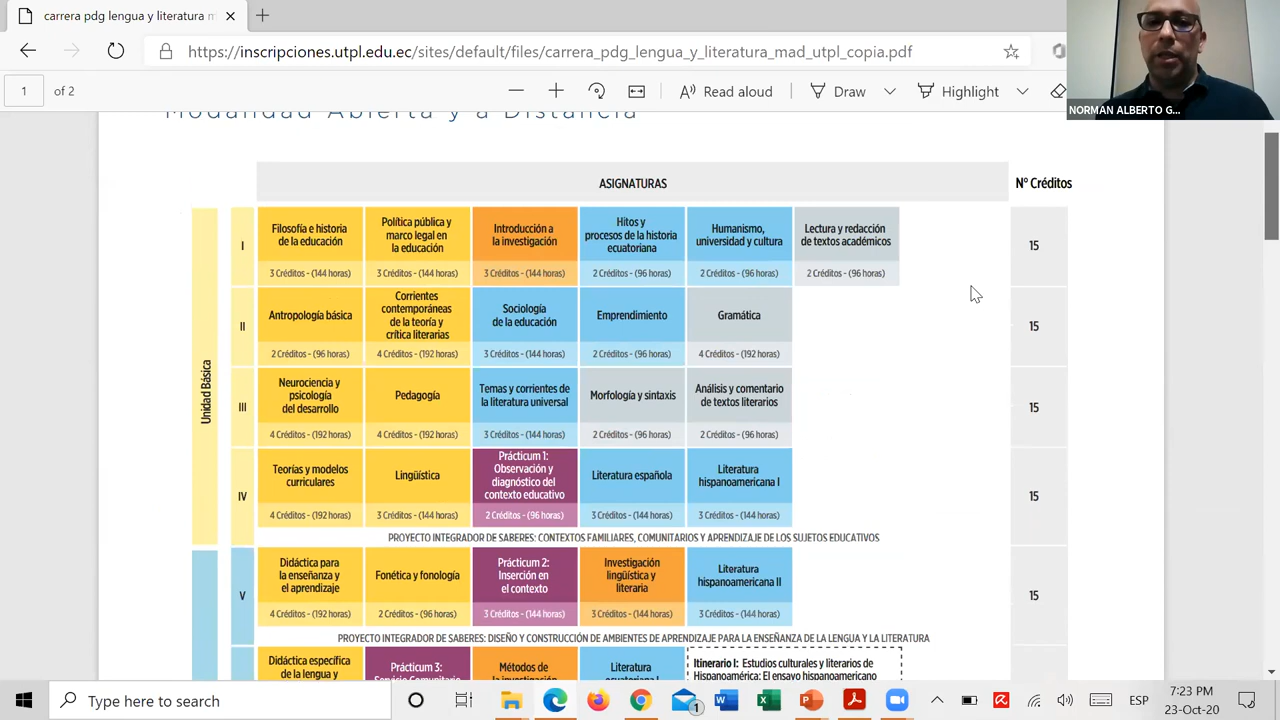 carrera pdg lengua y literatura m
https://inscripciones.utpl.edu.ec/sites/default/files/carrera_pdg_lengua_y_literatura_mad_utpl_copia.pdf
1 of 2
Read aloud
Draw
Highlight
NORMAN ALBERTO G...
Modalidad Abierta y a Distancia
ASIGNATURAS
Nº Créditos
Unidad Básica
I
Filosofía e historia
de la educación
3 Créditos - (144 horas)
Política pública y
marco legal en
la educación
3 Créditos - (144 horas)
Introducción a
la investigación
3 Créditos - (144 horas)
Hitos y
procesos de la historia
ecuatoriana
2 Créditos - (96 horas)
Humanismo,
universidad y cultura
2 Créditos - (96 horas)
Lectura y redacción
de textos académicos
2 Créditos - (96 horas)
15
II
Antropología básica
2 Créditos - (96 horas)
Corrientes
contemporáneas
de la teoría y
crítica literarias
4 Créditos - (192 horas)
Sociología
de la educación
3 Créditos - (144 horas)
Emprendimiento
2 Créditos - (96 horas)
Gramática
4 Créditos - (192 horas)
15
III
Neurociencia y
psicología
del desarrollo
4 Créditos - (192 horas)
Pedagogía
4 Créditos - (192 horas)
Temas y corrientes de
la literatura universal
3 Créditos - (144 horas)
Morfología y sintaxis
2 Créditos - (96 horas)
Análisis y comentario
de textos literarios
2 Créditos - (96 horas)
15
IV
Teorías y modelos
curriculares
4 Créditos - (192 horas)
Lingüística
3 Créditos - (144 horas)
Prácticum 1:
Observación y
diagnóstico del
contexto educativo
2 Créditos - (96 horas)
Literatura española
3 Créditos - (144 horas)
Literatura
hispanoamericana I
3 Créditos - (144 horas)
15
PROYECTO INTEGRADOR DE SABERES: CONTEXTOS FAMILIARES, COMUNITARIOS Y APRENDIZAJE DE LOS SUJETOS EDUCATIVOS
V
Didáctica para
la enseñanza y
el aprendizaje
4 Créditos - (192 horas)
Fonética y fonología
2 Créditos - (96 horas)
Prácticum 2:
Inserción en
el contexto
3 Créditos - (144 horas)
Investigación
lingüística y
literaria
3 Créditos - (144 horas)
Literatura
hispanoamericana II
3 Créditos - (144 horas)
15
PROYECTO INTEGRADOR DE SABERES: DISEÑO Y CONSTRUCCIÓN DE AMBIENTES DE APRENDIZAJE PARA LA ENSEÑANZA DE LA LENGUA Y LA LITERATURA
Didáctica específica
de la lengua y
Prácticum 3:
Servicio Comunitario
Métodos de
la investigación
Literatura
ecuatoriana I
Itinerario I: Estudios culturales y literarios de
Hispanoamérica: El ensayo hispanoamericano
Type here to search
1
ESP
7:23 PM
23-Oct-20